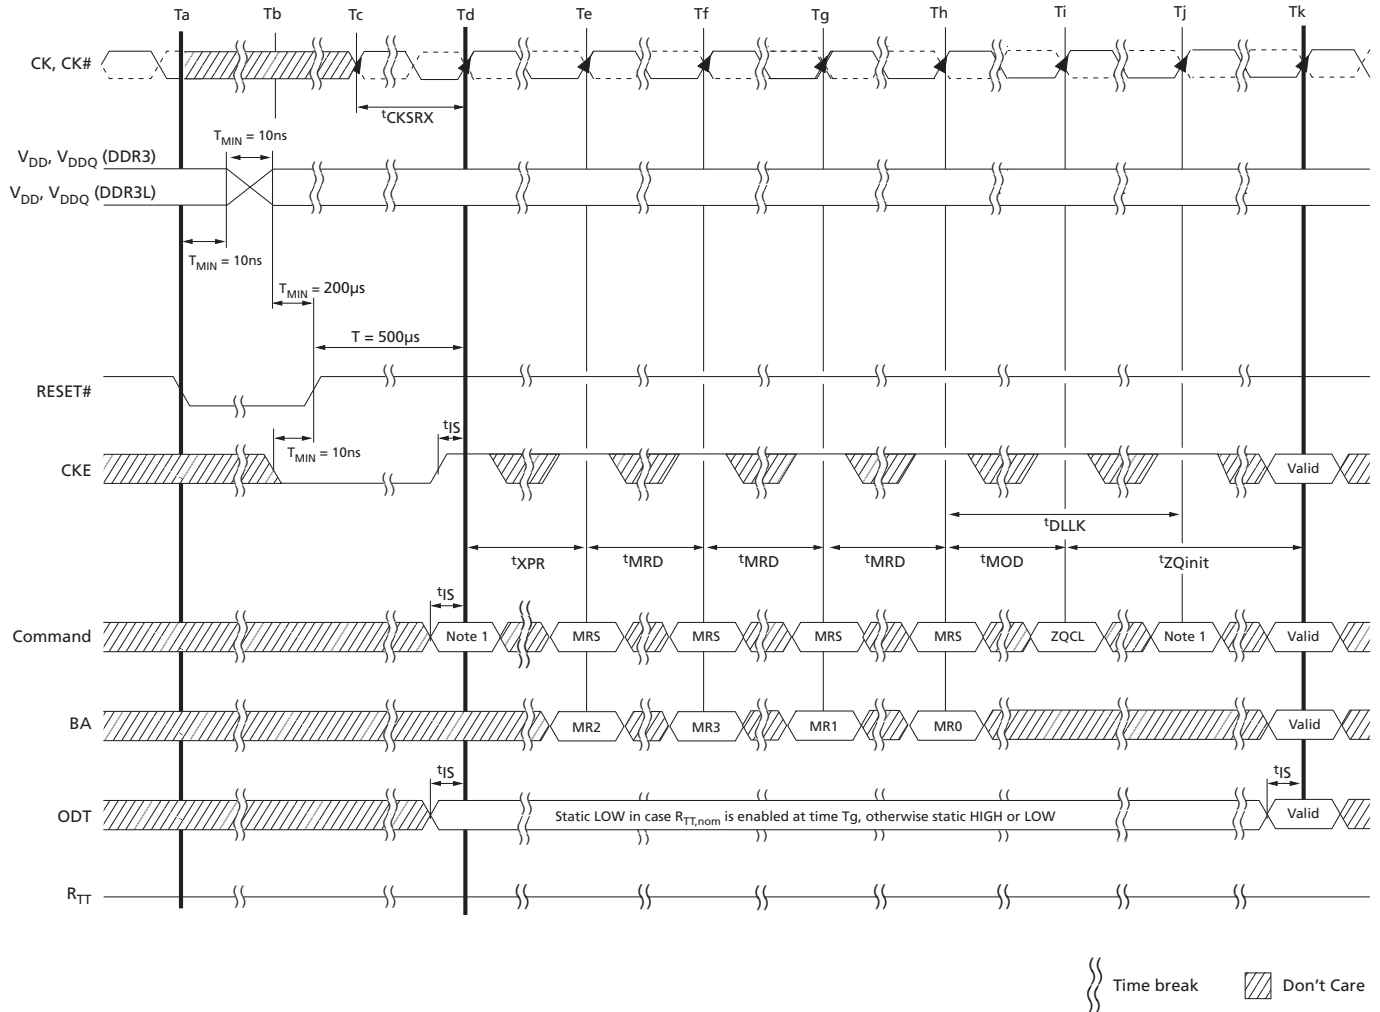 Ta Tb Tc Td Te Tf Tg Th Ti Tj Tk
CK, CK#
tCKSRX
TMIN = 10ns
VDD, VDDQ (DDR3)
VDD, VDDQ (DDR3L)
TMIN = 10ns
TMIN = 200µs
T = 500µs
RESET#
tIS
TMIN = 10ns
CKE
Valid
tDLLK
tXPR tMRD tMRD tMRD tMOD tZQinit
tIS
Command Note 1 MRS MRS MRS MRS ZQCL Note 1 Valid
BA MR2 MR3 MR1 MR0 Valid
tIS tIS
ODT Static LOW in case RTT,nom is enabled at time Tg, otherwise static HIGH or LOW Valid
RTT
Time break Don't Care